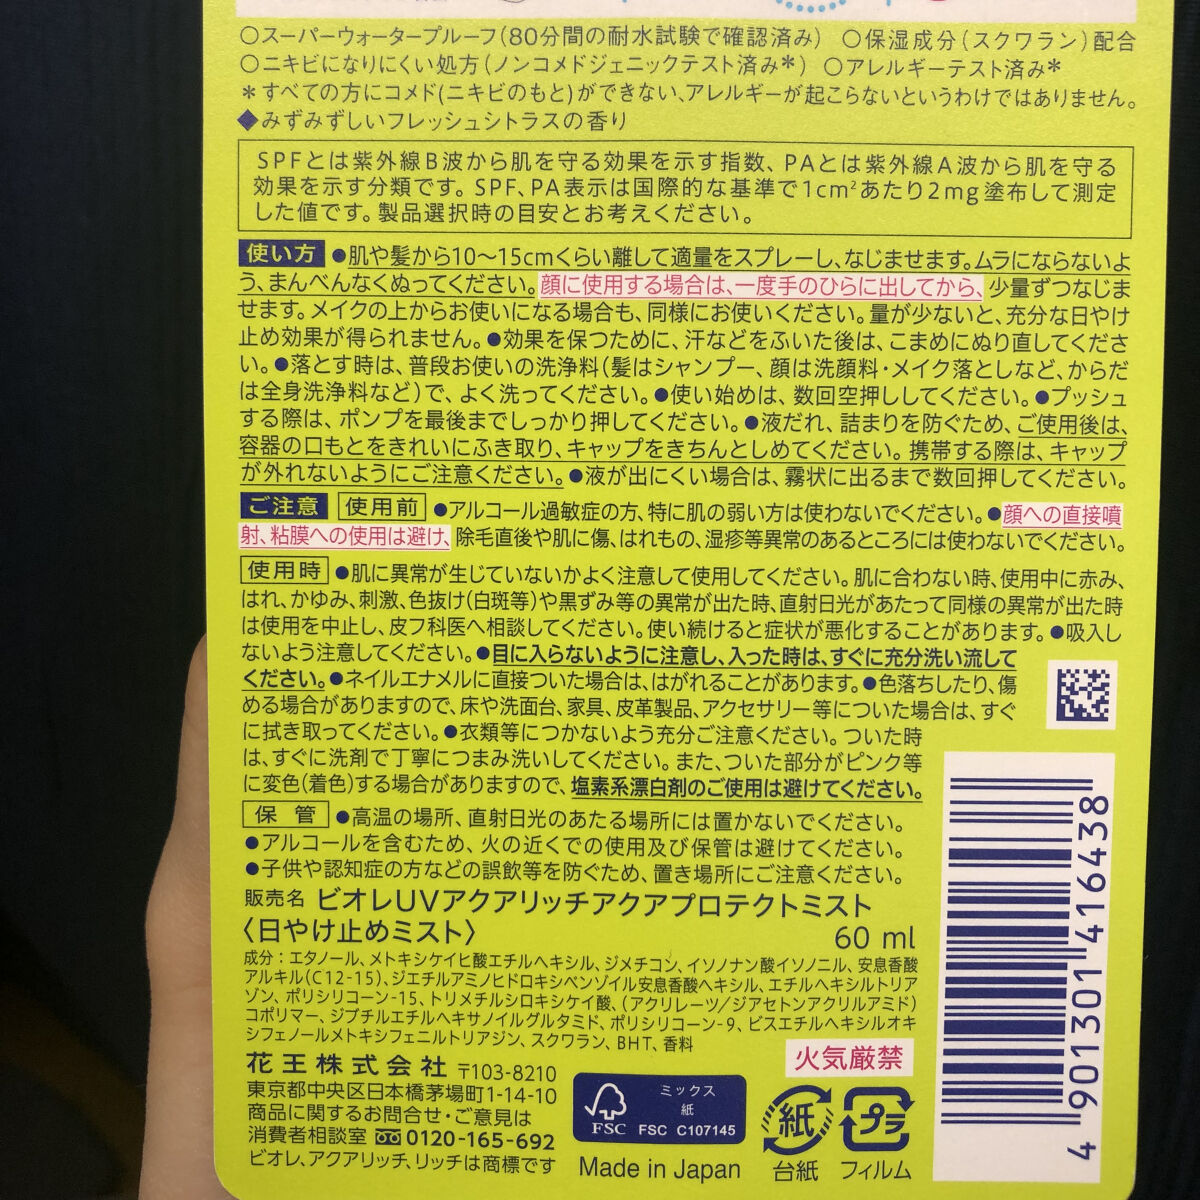 ○スーパーウォータープルーフ(80分間の耐水試験で確認済み) ○保湿成分(スクワラン)配合
○ニキビになりにくい処方(ノンコメドジェニックテスト済み*) ○アレルギーテスト済み*
*すべての方にコメド(ニキビのもと)ができない、アレルギーが起こらないというわけではありません。
◆みずみずしいフレッシュシトラスの香り
SPFとは紫外線B波から肌を守る効果を示す指数、PAとは紫外線A波から肌を守る
効果を示す分類です。SPF、PA表示は国際的な基準で1cm²あたり2mg塗布して測定
した値です。製品選択時の目安とお考えください。
使い方 ●肌や髪から10～15cmくらい離して適量をスプレーし、なじませます。ムラにならないよ
う、まんべんなくぬってください。顔に使用する場合は、一度手のひらに出してから、少量ずつなじま
せます。メイクの上からお使いになる場合も、同様にお使いください。量が少ないと、充分な日やけ
止め効果が得られません。●効果を保つために、汗などをふいた後は、こまめにぬり直してくださ
い。●落とす時は、普段お使いの洗浄料(髪はシャンプー、顔は洗顔料・メイク落としなど、からだ
は全身洗浄料など)で、よく洗ってください。●使い始めは、数回空押ししてください。●プッシュ
する際は、ポンプを最後までしっかり押してください。●液だれ、詰まりを防ぐため、ご使用後は、
容器の口もとをきれいにふき取り、キャップをきちんとしめてください。携帯する際は、キャップ
が外れないようにご注意ください。●液が出にくい場合は、霧状に出るまで数回押してください。
ご注意 使用前 ●アルコール過敏症の方、特に肌の弱い方は使わないでください。●顔への直接噴
射、粘膜への使用は避け、除毛直後や肌に傷、はれもの、湿疹等異常のあるところには使わないでください。
使用時 ●肌に異常が生じていないかよく注意して使用してください。肌に合わない時、使用中に赤み、
はれ、かゆみ、刺激、色抜け(白斑等)や黒ずみ等の異常が出た時、直射日光があたって同様の異常が出た時
は使用を中止し、皮フ科医へ相談してください。使い続けると症状が悪化することがあります。●吸入し
ないよう注意してください。●目に入らないように注意し、入った時は、すぐに充分洗い流して
ください。●ネイルエナメルに直接ついた場合は、はがれることがあります。●色落ちしたり、傷
める場合がありますので、床や洗面台、家具、皮革製品、アクセサリー等についた場合は、すぐ
に拭き取ってください。●衣類等につかないよう充分ご注意ください。ついた時
は、すぐに洗剤で丁寧につまみ洗いしてください。また、ついた部分がピンク等
に変色(着色)する場合がありますので、塩素系漂白剤のご使用は避けてください。
保 管 ●高温の場所、直射日光のあたる場所には置かないでください。
●アルコールを含むため、火の近くでの使用及び保管は避けてください。
●子供や認知症の方などの誤飲等を防ぐため、置き場所にご注意ください。
販売名 ビオレUVアクアリッチアクアプロテクトミスト
〈日やけ止めミスト〉 60 ml
成分：エタノール、メトキシケイヒ酸エチルヘキシル、ジメチコン、イソノナン酸イソノニル、安息香酸
アルキル(C12-15)、ジエチルアミノヒドロキシベンゾイル安息香酸ヘキシル、エチルヘキシルトリア
ゾン、ポリシリコーン-15、トリメチルシロキシケイ酸、(アクリレーツ/ジアセトンアクリルアミド)
コポリマー、ジブチルエチルヘキサノイルグルタミド、ポリシリコーン-9、ビスエチルヘキシルオキ
シフェノールメトキシフェニルトリアジン、スクワラン、BHT、香料
花王株式会社 〒103-8210
東京都中央区日本橋茅場町1-14-10
商品に関するお問合せ・ご意見は
消費者相談室 0120-165-692
ビオレ、アクアリッチ、リッチは商標です
火気厳禁
ミックス
紙
FSC FSC C107145
Made in Japan
紙
台紙
プラ
フィルム
4901301416438